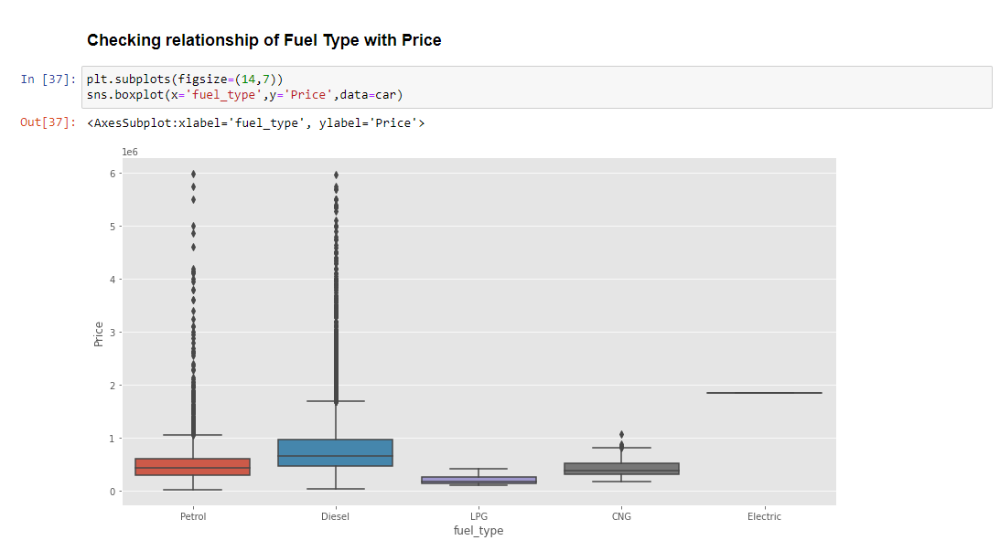 Checking relationship of Fuel Type with Price
In [37]: plt.subplots(figsize=(14,7))
sns.boxplot(x='fuel_type',y='Price',data=car)
Out[37]: <AxesSubplot:xlabel='fuel_type', ylabel='Price'>
1e6
6
5
4
3
2
1
0
Price
Petrol Diesel LPG CNG Electric
fuel_type